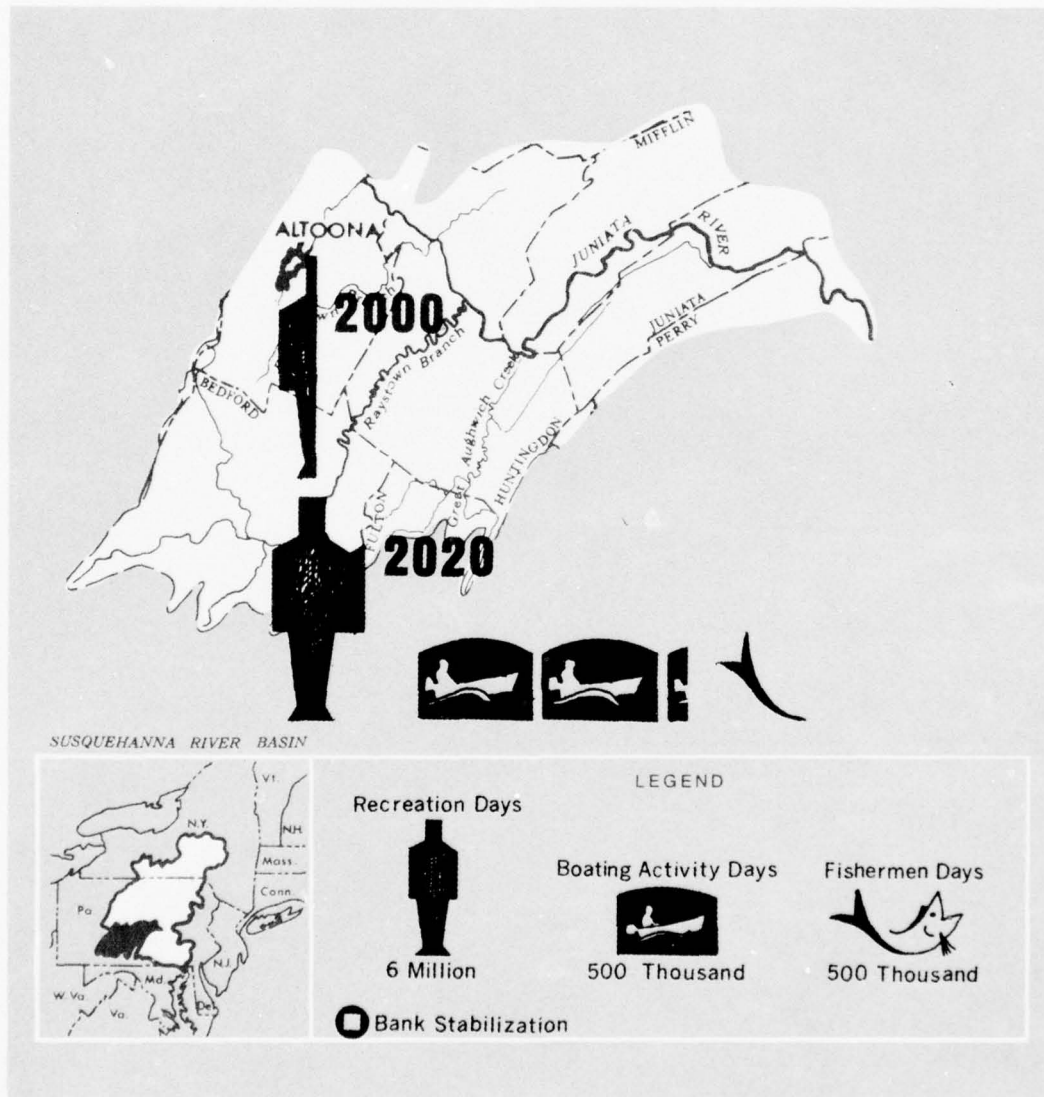 MIFFLIN
ALTOONA
JUNIATA
RIVER
2000
JUNIATA
PERRY
BEDFORD
Raystown Branch
Great Aughwich Creek
HUNTINGDON
FULTON
2020
SUSQUEHANNA RIVER BASIN
Vt.
N.Y.
N.H.
Mass.
Conn.
Pa.
N.J.
Md.
W. Va.
Va.
De.
LEGEND
Recreation Days
6 Million
Boating Activity Days
500 Thousand
Fishermen Days
500 Thousand
Bank Stabilization